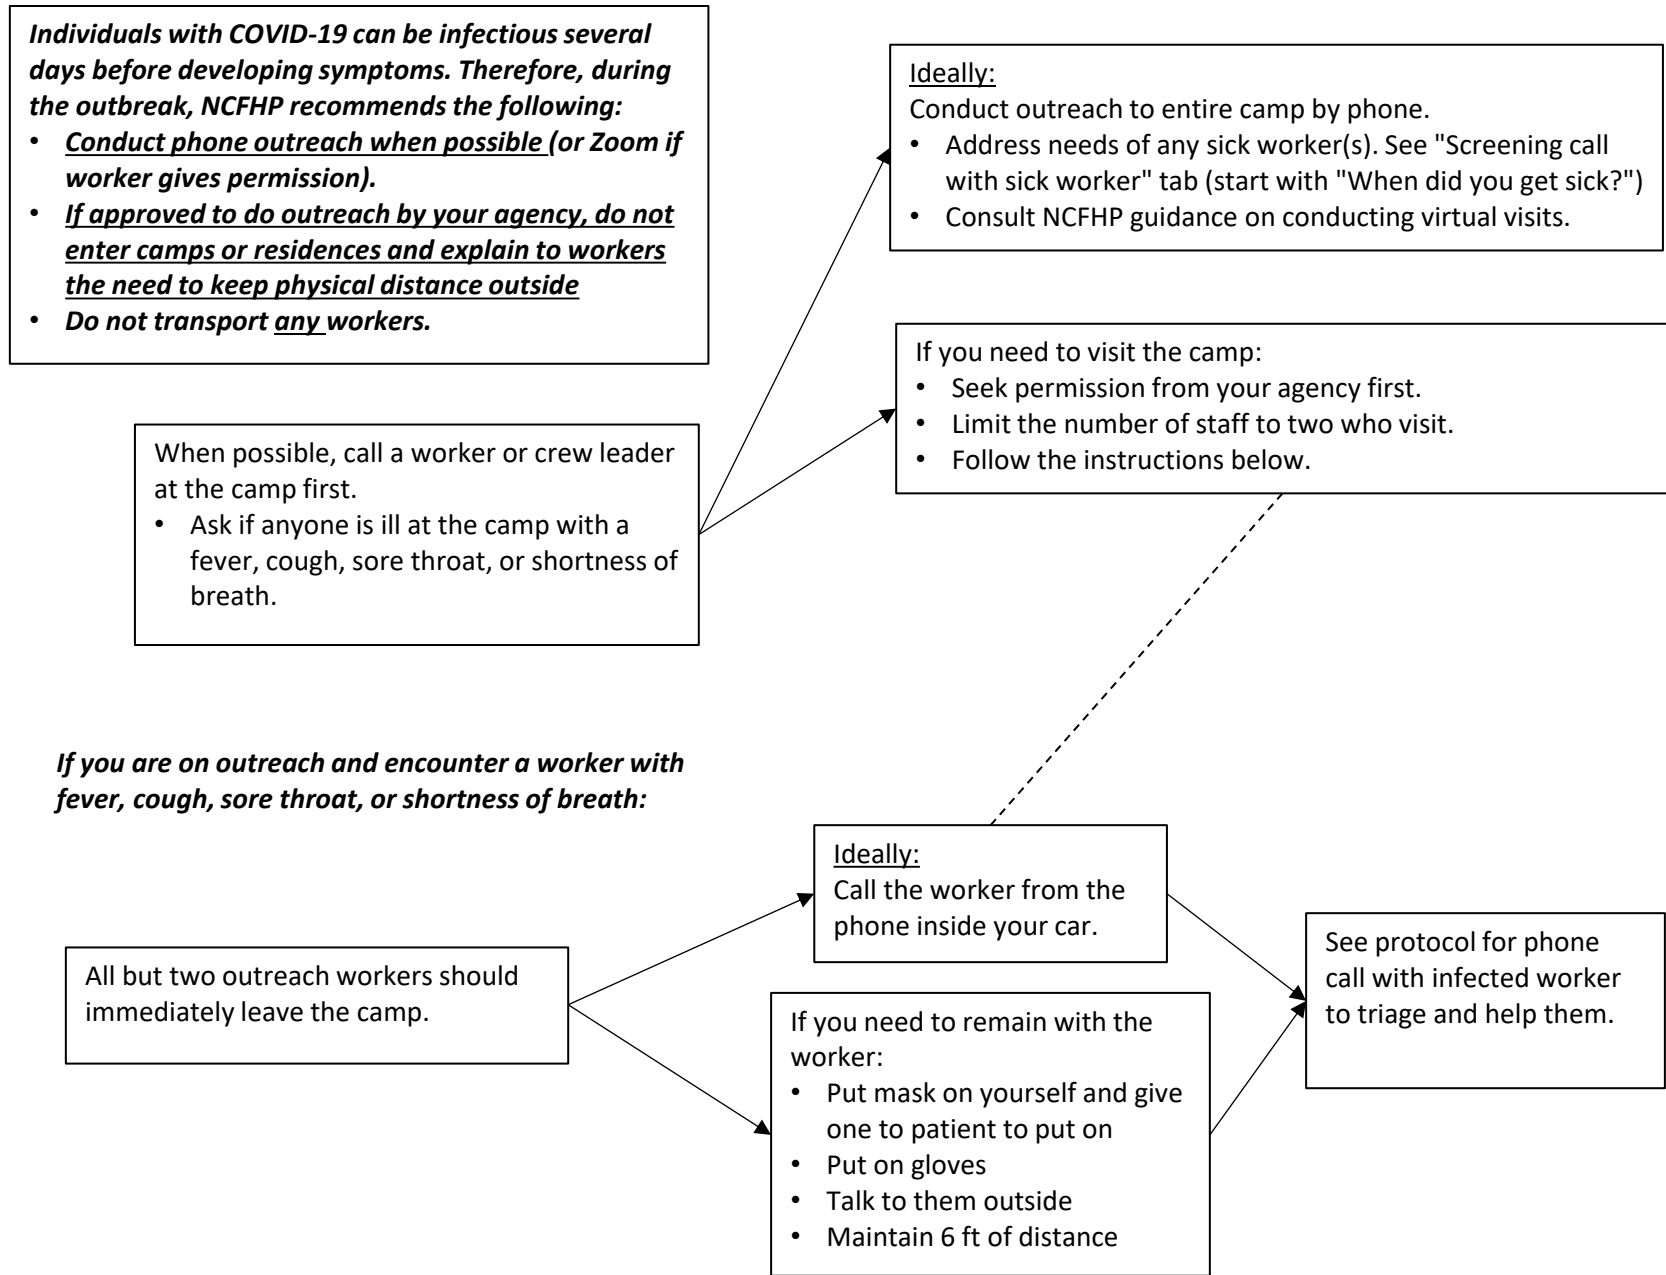 Individuals with COVID-19 can be infectious several
days before developing symptoms. Therefore, during
the outbreak, NCFHP recommends the following:
• Conduct phone outreach when possible (or Zoom if
worker gives permission).
• If approved to do outreach by your agency, do not
enter camps or residences and explain to workers
the need to keep physical distance outside
• Do not transport any workers.
Ideally:
Conduct outreach to entire camp by phone.
• Address needs of any sick worker(s). See "Screening call
with sick worker" tab (start with "When did you get sick?")
• Consult NCFHP guidance on conducting virtual visits.
If you need to visit the camp:
• Seek permission from your agency first.
• Limit the number of staff to two who visit.
• Follow the instructions below.
When possible, call a worker or crew leader
at the camp first.
• Ask if anyone is ill at the camp with a
fever, cough, sore throat, or shortness of
breath.
If you are on outreach and encounter a worker with
fever, cough, sore throat, or shortness of breath:
All but two outreach workers should
immediately leave the camp.
Ideally:
Call the worker from the
phone inside your car.
If you need to remain with the
worker:
• Put mask on yourself and give
one to patient to put on
• Put on gloves
• Talk to them outside
• Maintain 6 ft of distance
See protocol for phone
call with infected worker
to triage and help them.